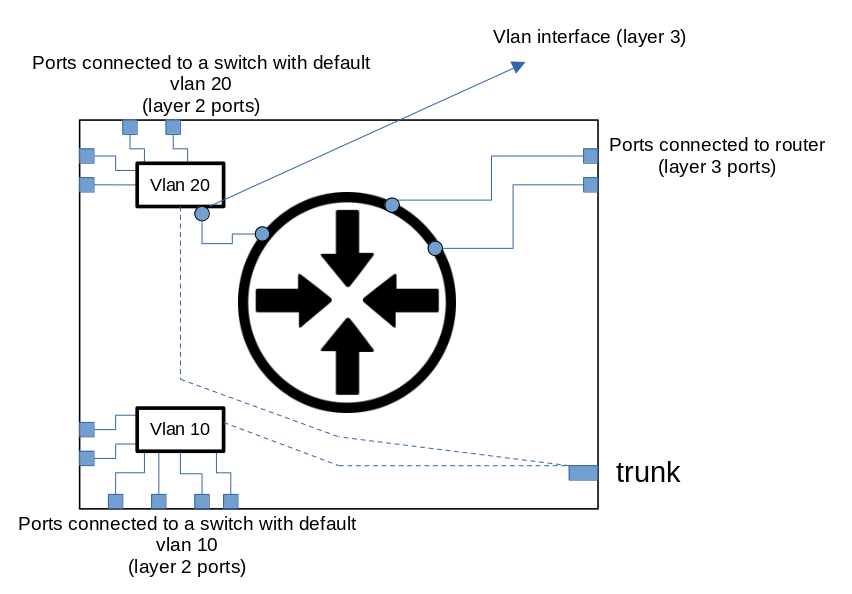 Vlan interface (layer 3)
Ports connected to a switch with default
vlan 20
(layer 2 ports)
Ports connected to router
(layer 3 ports)
Vlan 20
Vlan 10
trunk
Ports connected to a switch with default
vlan 10
(layer 2 ports)